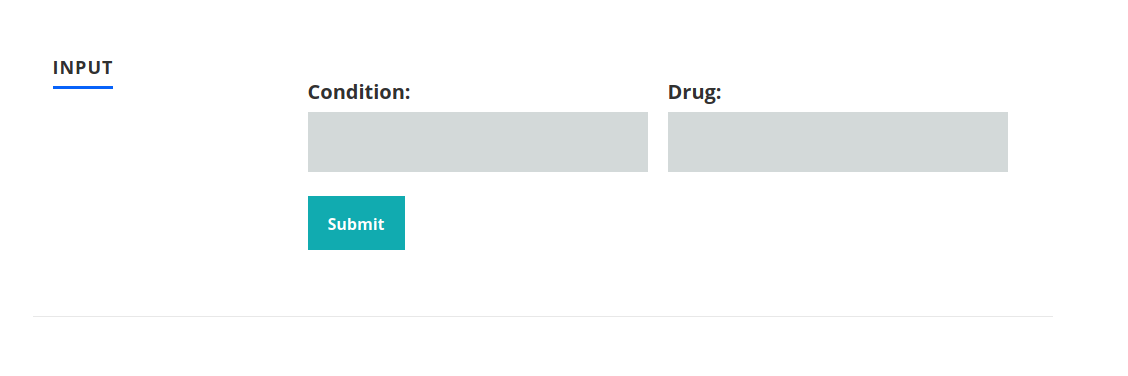 INPUT
Condition:
Drug:
Submit